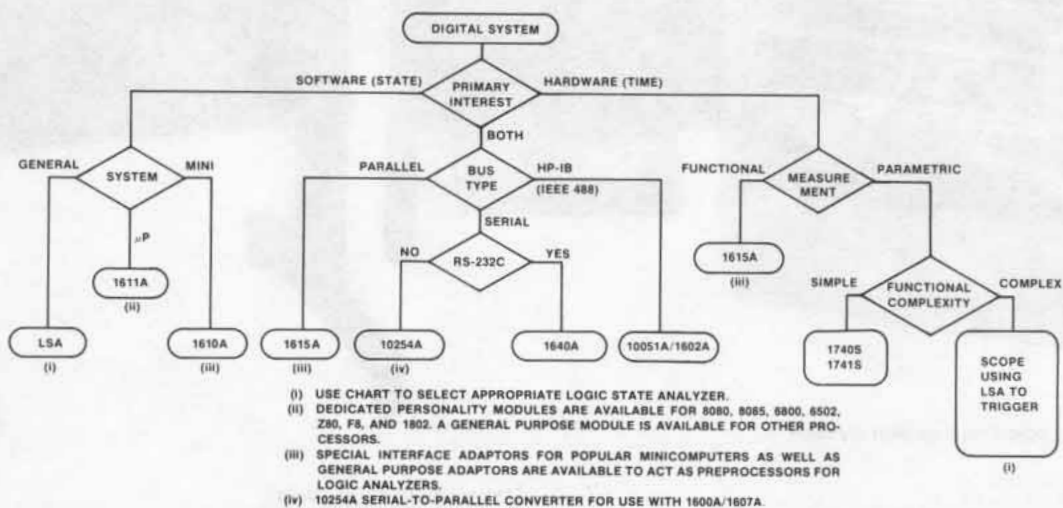 DIGITAL SYSTEM
SOFTWARE (STATE)
PRIMARY
INTEREST
HARDWARE (TIME)
BOTH
GENERAL
SYSTEM
MINI
PARALLEL
BUS
TYPE
HP-IB
(IEEE 488)
FUNCTIONAL
MEASURE
MENT
PARAMETRIC
μP
SERIAL
NO
RS-232C
YES
1611A
(ii)
1615A
(iii)
SIMPLE
FUNCTIONAL
COMPLEXITY
COMPLEX
LSA
(i)
1610A
(iii)
1615A
(iii)
10254A
(iv)
1640A
10051A/1602A
1740S
1741S
SCOPE
USING
LSA TO
TRIGGER
(i)
(i) USE CHART TO SELECT APPROPRIATE LOGIC STATE ANALYZER.
(ii) DEDICATED PERSONALITY MODULES ARE AVAILABLE FOR 8080, 8085, 6800, 6502,
Z80, F8, AND 1802. A GENERAL PURPOSE MODULE IS AVAILABLE FOR OTHER PRO-
CESSORS.
(iii) SPECIAL INTERFACE ADAPTORS FOR POPULAR MINICOMPUTERS AS WELL AS
GENERAL PURPOSE ADAPTORS ARE AVAILABLE TO ACT AS PREPROCESSORS FOR
LOGIC ANALYZERS.
(iv) 10254A SERIAL-TO-PARALLEL CONVERTER FOR USE WITH 1600A/1607A.